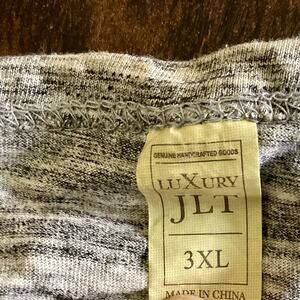 GENUINE HANDCRAFTED GOODS
LUXURY
JLT
3XL
MADE IN CHINA